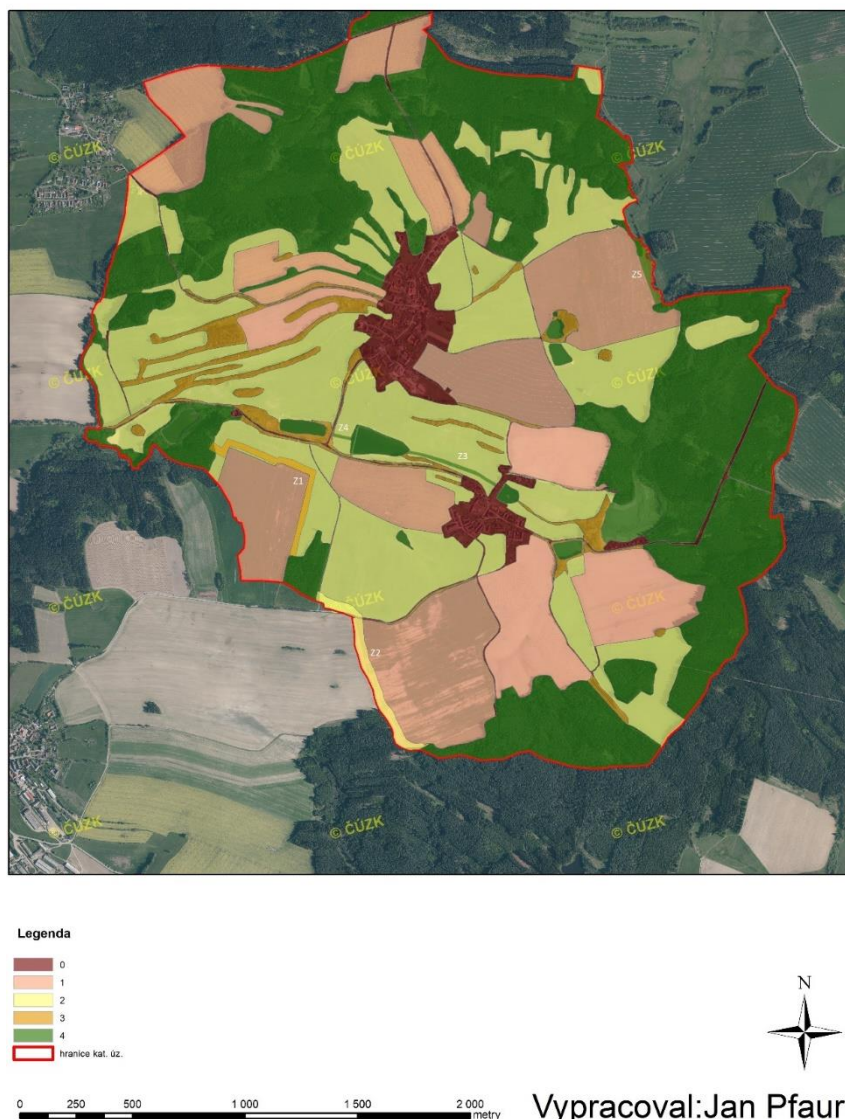 © ČÚZK
© ČÚZK
© ČÚZK
Z5
© ČÚZK
© ČÚZK
© ČÚZK
Z4
Z3
Z1
© ČÚZK
© ČÚZK
© ČÚZK
Z2
© ČÚZK
© ČÚZK
© ČÚZK
Legenda
0
1
2
3
4
hranice kat. úz.
N
0 250 500 1 000 1 500 2 000
metry
Vypracoval:Jan Pfaur